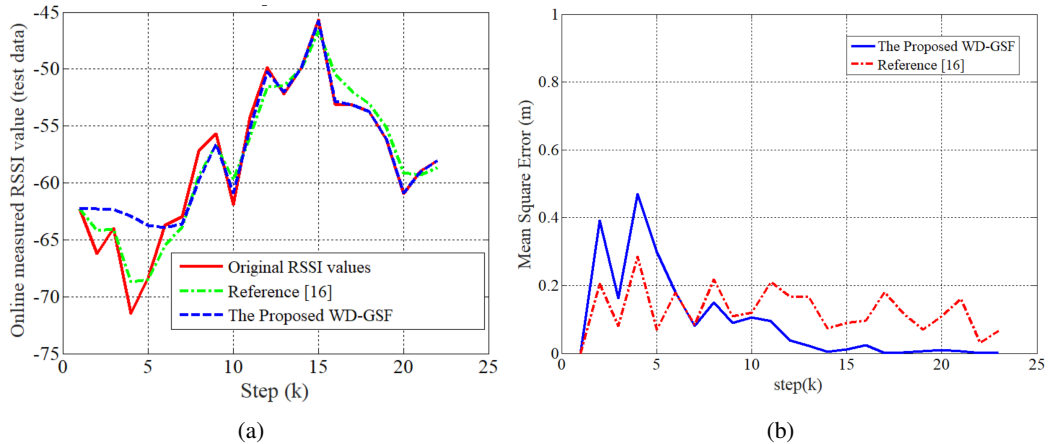 -45
-50
-55
-60
-65
-70
-75
0
5
10
15
20
25
Online measured RSSI value (test data)
Step (k)
Original RSSI values
Reference [16]
The Proposed WD-GSF
(a)
1
0.8
0.6
0.4
0.2
0
0
5
10
15
20
25
Mean Square Error (m)
step(k)
The Proposed WD-GSF
Reference [16]
(b)